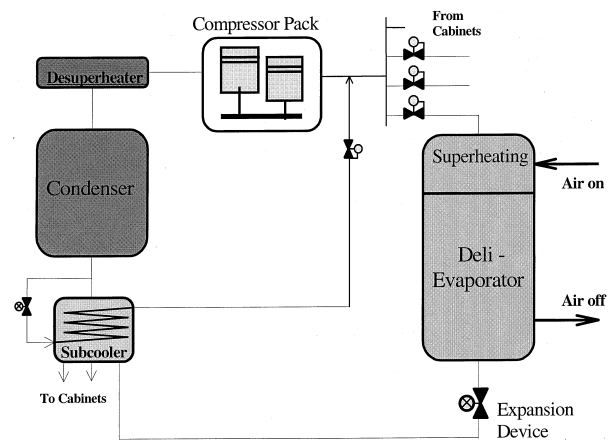 Compressor Pack
From
Cabinets
Desuperheater
Superheating
Air on
Condenser
Deli -
Evaporator
Air off
Subcooler
To Cabinets
Expansion
Device